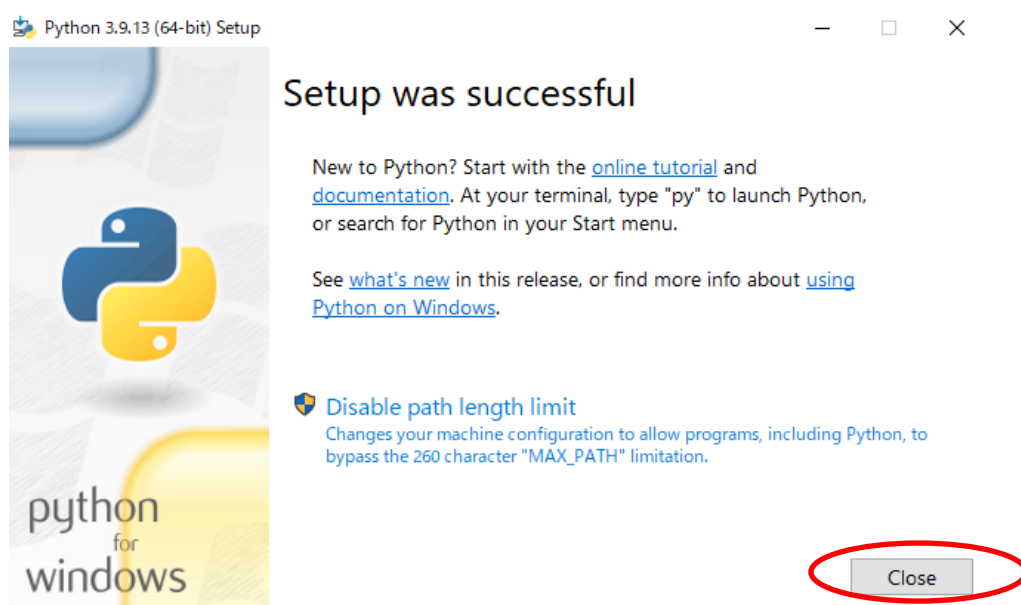 Python 3.9.13 (64-bit) Setup
Setup was successful
New to Python? Start with the online tutorial and
documentation. At your terminal, type "py" to launch Python,
or search for Python in your Start menu.
See what's new in this release, or find more info about using
Python on Windows.
Disable path length limit
Changes your machine configuration to allow programs, including Python, to
bypass the 260 character "MAX_PATH" limitation.
python
for
windows
Close